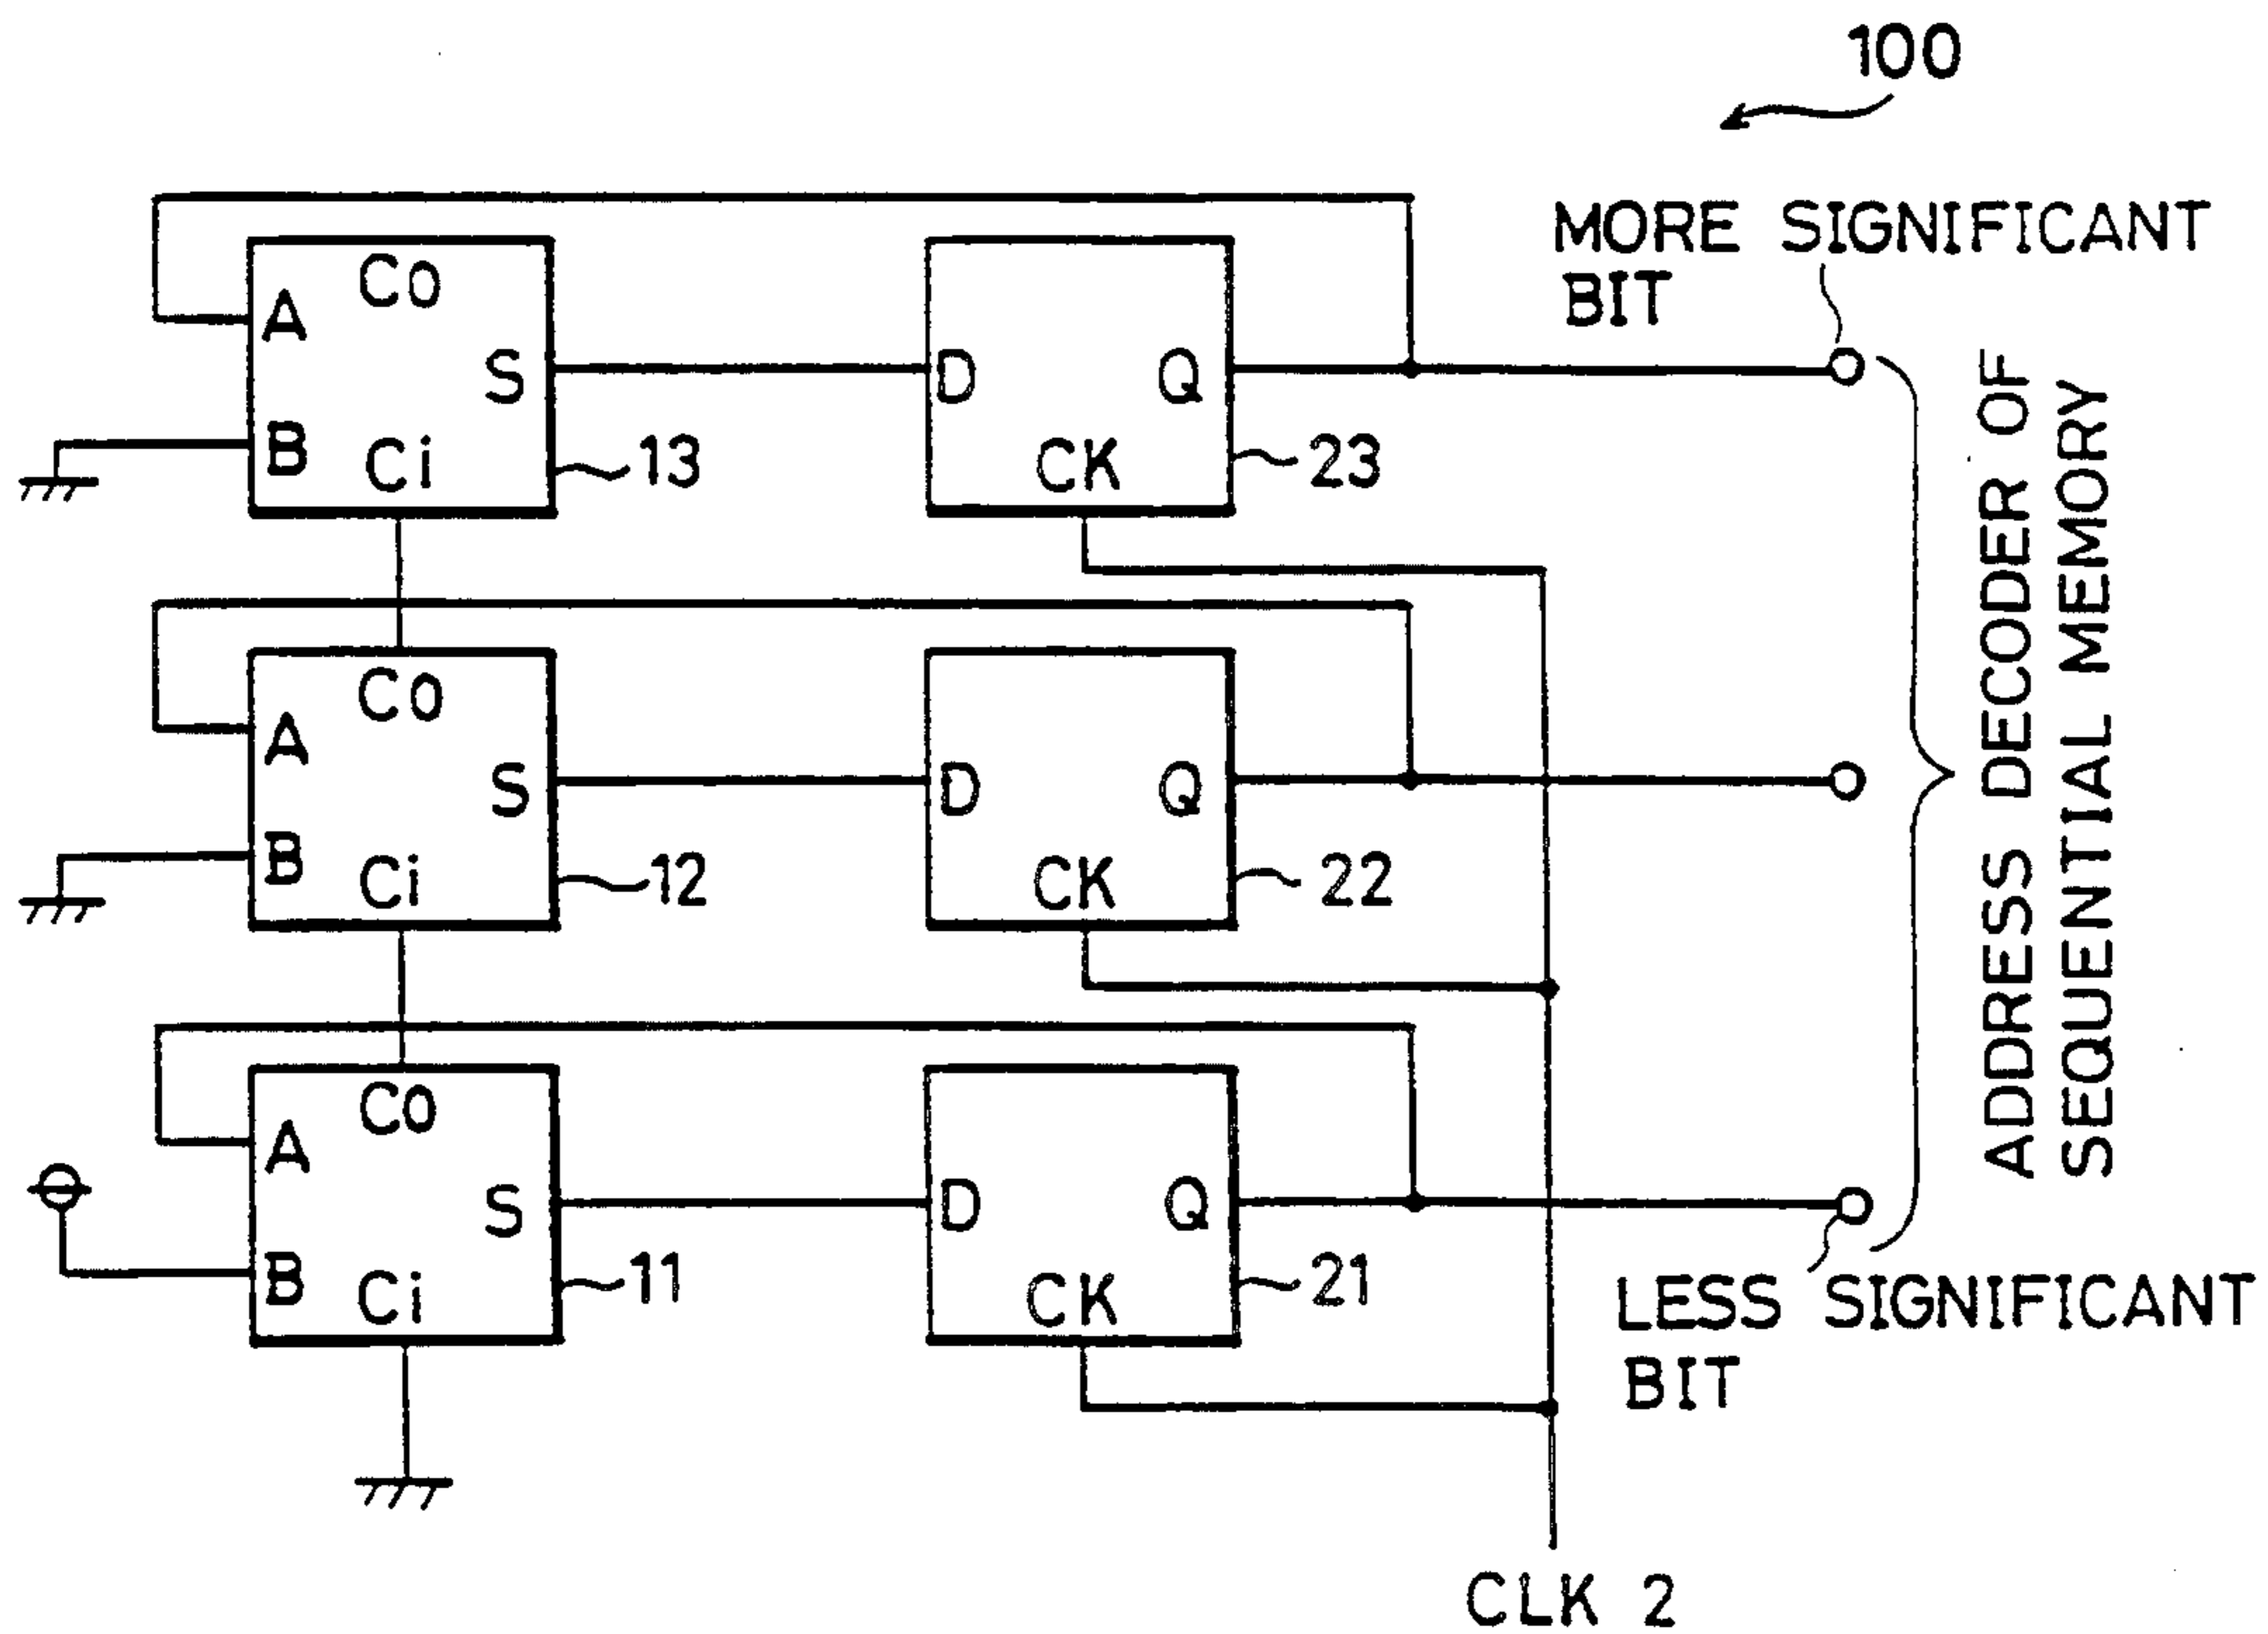 100
MORE SIGNIFICANT
BIT
Co
A
S
B
Ci
13
D
Q
CK
23
Co
A
S
B
Ci
12
D
Q
CK
22
Co
A
S
B
Ci
11
D
Q
CK
21
LESS SIGNIFICANT
BIT
CLK 2
ADDRESS DECODER OF
SEQUENTIAL MEMORY